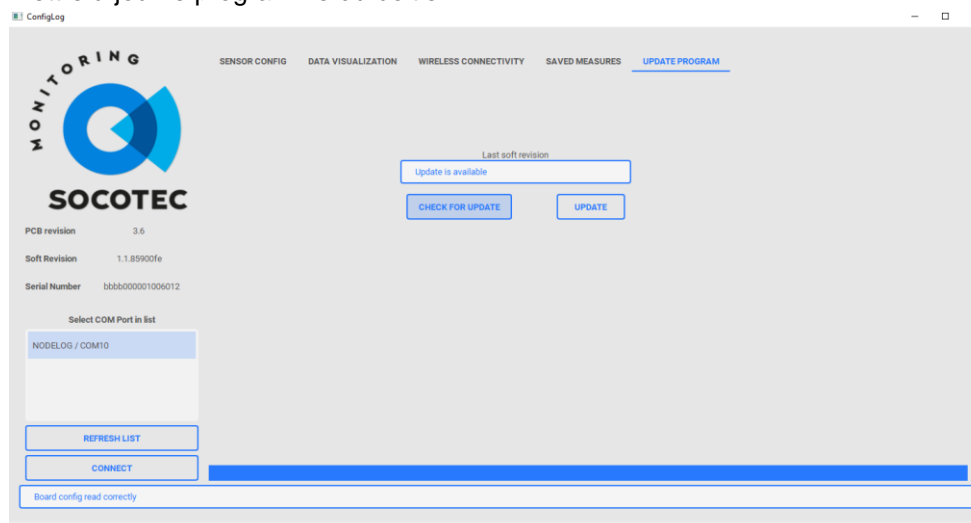 ConfigLog
MONITORING
SOCOTEC
SENSOR CONFIG DATA VISUALIZATION WIRELESS CONNECTIVITY SAVED MEASURES UPDATE PROGRAM
Last soft revision
Update is available
CHECK FOR UPDATE UPDATE
PCB revision 3.6
Soft Revision 1.1.85900fe
Serial Number bbbb000001006012
Select COM Port in list
NODELOG / COM10
REFRESH LIST
CONNECT
Board config read correctly